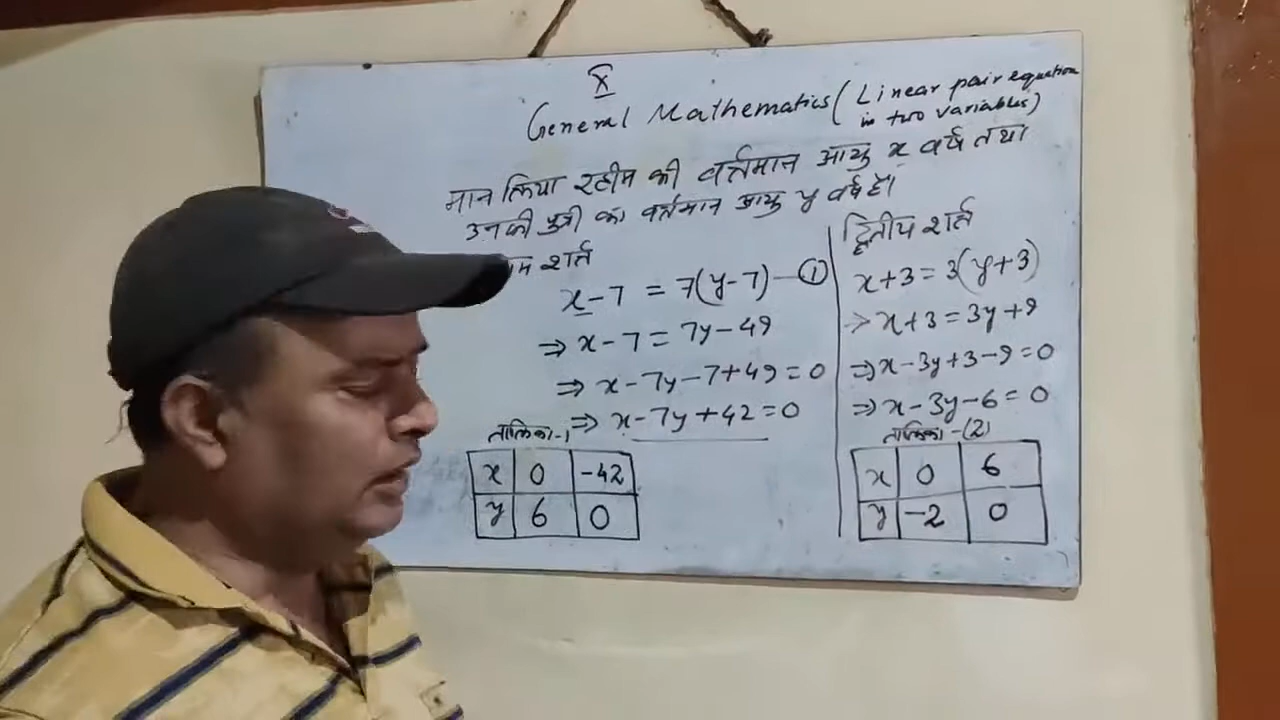 X
General Mathematics (Linear pair equation
in two variables)
मान लिया रहीम की वर्त्तमान आयु x वर्ष तथा
उनकी पुत्री का वर्तमान आयु y वर्ष है।
म शर्त
x-7 = 7(y-7) — ①
⇒ x-7 = 7y-49
⇒ x-7y-7+49=0
⇒ x-7y+42=0
तालिका-1
x 0 -42
y 6 0
द्वितीय शर्त
x+3=3(y+3)
⇒ x+3=3y+9
⇒ x-3y+3-9=0
⇒ x-3y-6=0
तालिका-(2)
x 0 6
y -2 0